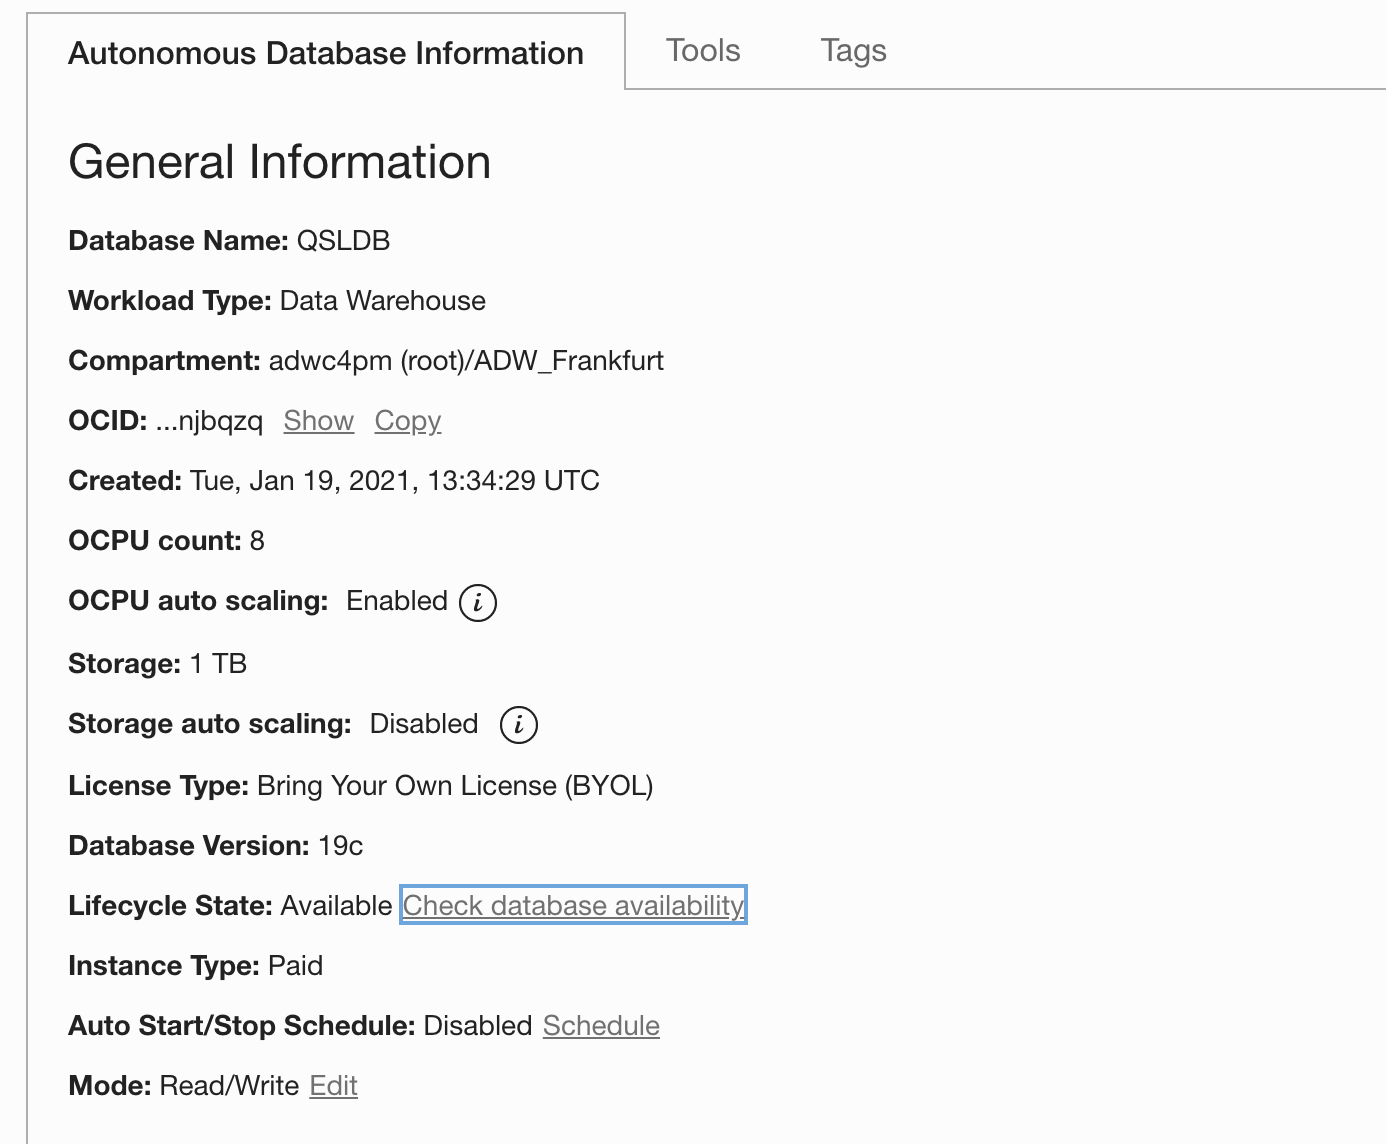 Autonomous Database Information Tools Tags
General Information
Database Name: QSLDB
Workload Type: Data Warehouse
Compartment: adwc4pm (root)/ADW_Frankfurt
OCID: ...njbqzq Show Copy
Created: Tue, Jan 19, 2021, 13:34:29 UTC
OCPU count: 8
OCPU auto scaling: Enabled i
Storage: 1 TB
Storage auto scaling: Disabled i
License Type: Bring Your Own License (BYOL)
Database Version: 19c
Lifecycle State: Available Check database availability
Instance Type: Paid
Auto Start/Stop Schedule: Disabled Schedule
Mode: Read/Write Edit